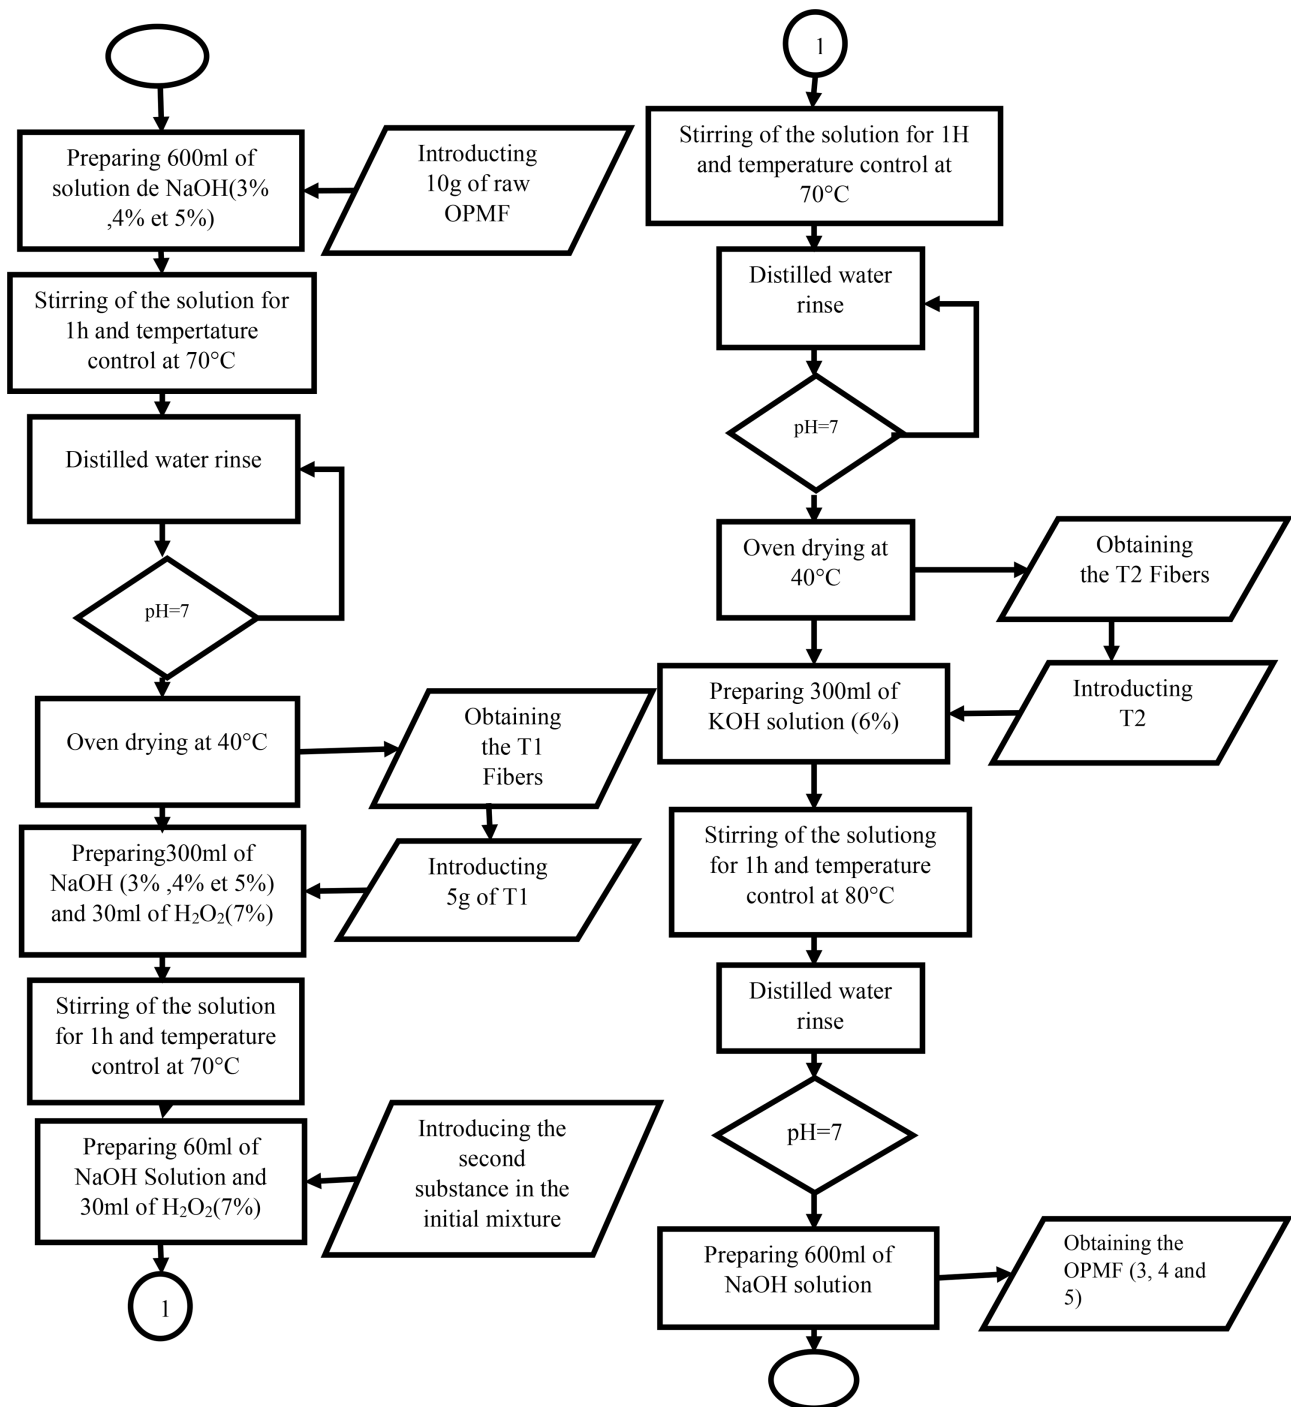 Preparing 600ml of
solution de NaOH(3%
,4% et 5%)
Introducting
10g of raw
OPMF
Stirring of the solution for
1h and tempertature
control at 70°C
Distilled water rinse
pH=7
Oven drying at 40°C
Obtaining
the T1
Fibers
Preparing300ml of
NaOH (3% ,4% et 5%)
and 30ml of H₂O₂(7%)
Introducting
5g of T1
Stirring of the solution
for 1h and temperature
control at 70°C
Preparing 60ml of
NaOH Solution and
30ml of H₂O₂(7%)
Introducing the
second
substance in the
initial mixture
1
1
Stirring of the solution for 1H
and temperature control at
70°C
Distilled water
rinse
pH=7
Oven drying at
40°C
Obtaining
the T2 Fibers
Preparing 300ml of
KOH solution (6%)
Introducting
T2
Stirring of the solutiong
for 1h and temperature
control at 80°C
Distilled water
rinse
pH=7
Preparing 600ml of
NaOH solution
Obtaining the
OPMF (3, 4 and
5)